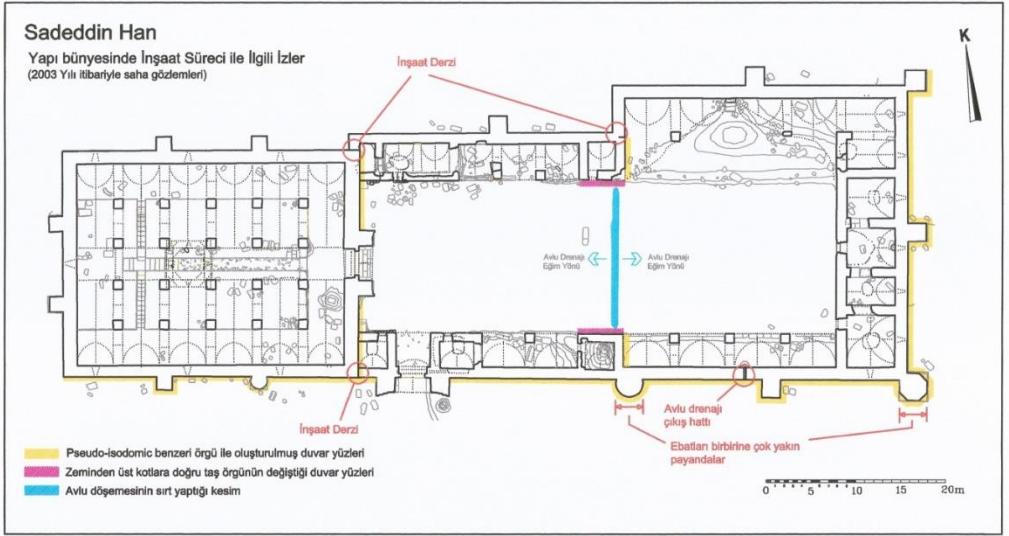 Sadeddin Han
Yapı bünyesinde İnşaat Süreci ile İlgili İzler
(2003 Yılı itibariyle saha gözlemleri)
K
İnşaat Derzi
Avlu Drenajı
Eğim Yönü
Avlu Drenajı
Eğim Yönü
İnşaat Derzi
Avlu drenajı
çıkış hattı
Ebatları birbirine çok yakın
payandalar
Pseudo-isodomic benzeri örgü ile oluşturulmuş duvar yüzleri
Zeminden üst kotlara doğru taş örgünün değiştiği duvar yüzleri
Avlu döşemesinin sırt yaptığı kesim
0 5 10 15 20m